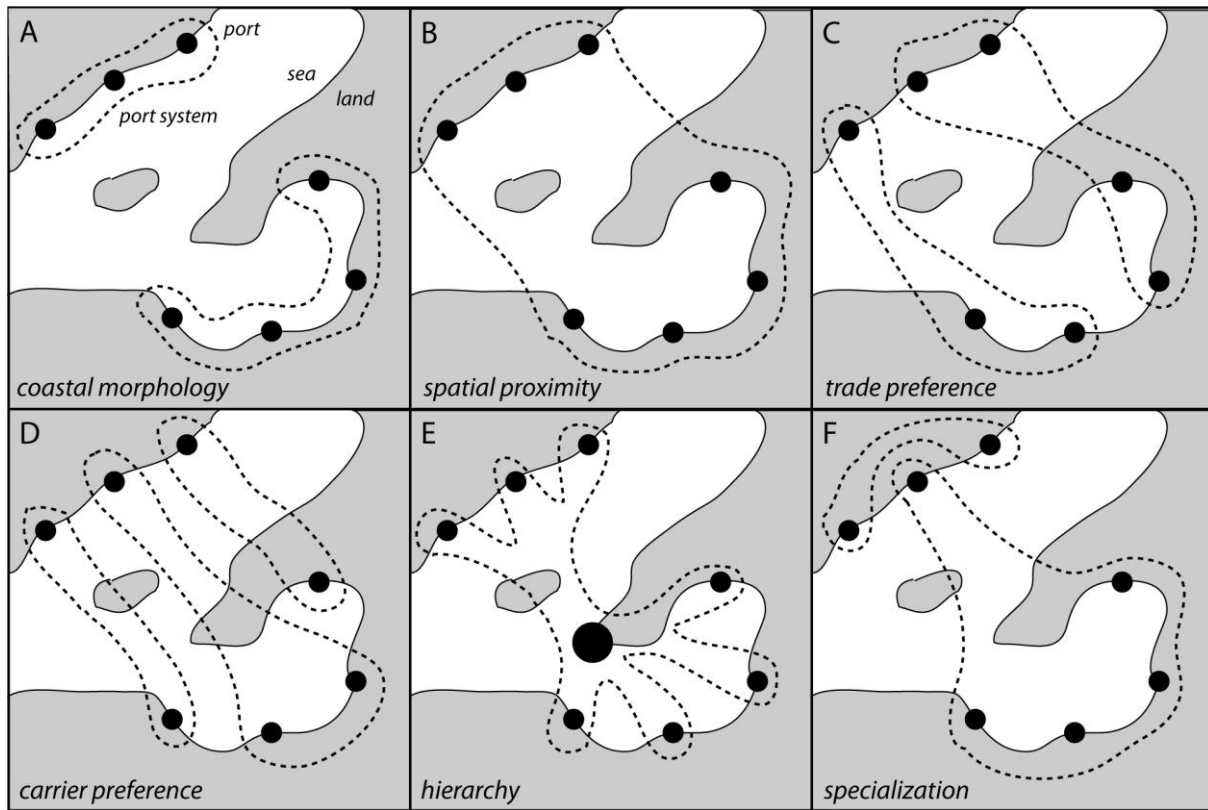 A
port
sea
land
port system
coastal morphology
B
spatial proximity
C
trade preference
D
carrier preference
E
hierarchy
F
specialization